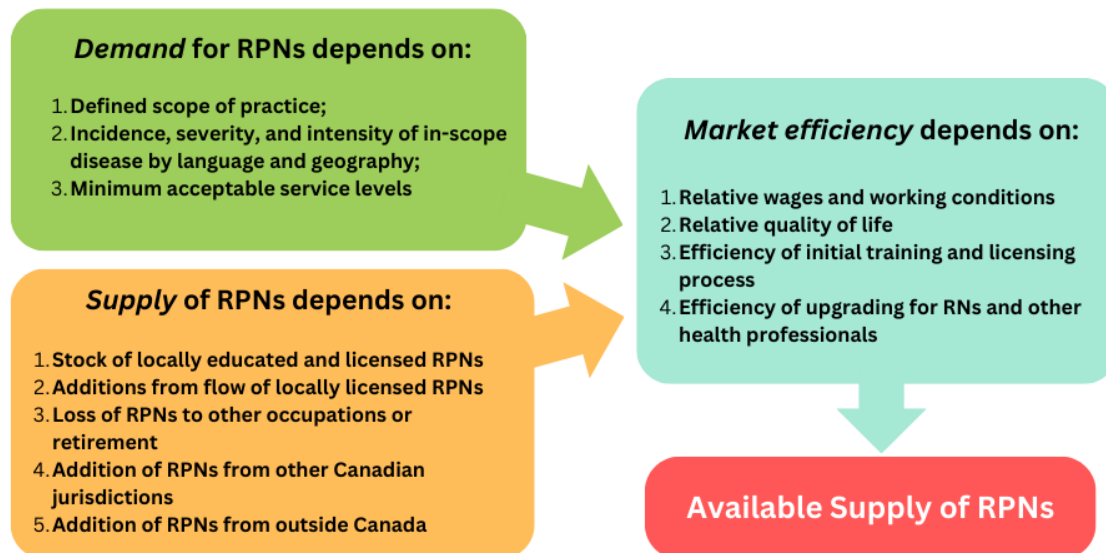 Demand for RPNs depends on:
1. Defined scope of practice;
2. Incidence, severity, and intensity of in-scope
disease by language and geography;
3. Minimum acceptable service levels
Supply of RPNs depends on:
1. Stock of locally educated and licensed RPNs
2. Additions from flow of locally licensed RPNs
3. Loss of RPNs to other occupations or
retirement
4. Addition of RPNs from other Canadian
jurisdictions
5. Addition of RPNs from outside Canada
Market efficiency depends on:
1. Relative wages and working conditions
2. Relative quality of life
3. Efficiency of initial training and licensing
process
4. Efficiency of upgrading for RNs and other
health professionals
Available Supply of RPNs